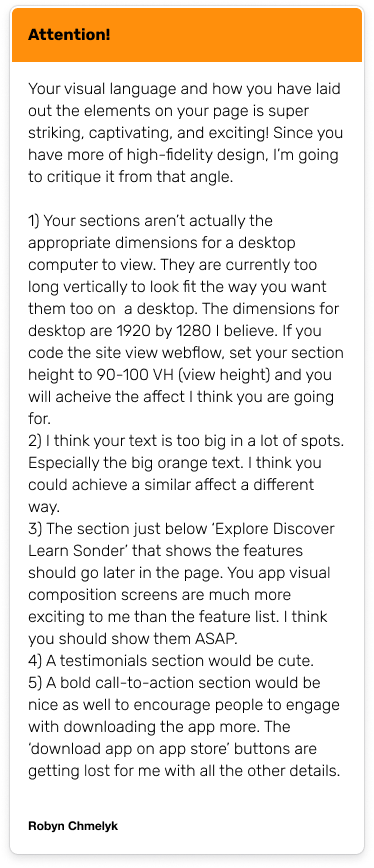 Attention!
Your visual language and how you have laid
out the elements on your page is super
striking, captivating, and exciting! Since you
have more of high-fidelity design, I'm going
to critique it from that angle.
1) Your sections aren't actually the
appropriate dimensions for a desktop
computer to view. They are currently too
long vertically to look fit the way you want
them too on  a desktop. The dimensions for
desktop are 1920 by 1280 I believe. If you
code the site view webflow, set your section
height to 90-100 VH (view height) and you
will acheive the affect I think you are going
for.
2) I think your text is too big in a lot of spots.
Especially the big orange text. I think you
could achieve a similar affect a different
way.
3) The section just below ‘Explore Discover
Learn Sonder’ that shows the features
should go later in the page. You app visual
composition screens are much more
exciting to me than the feature list. I think
you should show them ASAP.
4) A testimonials section would be cute.
5) A bold call-to-action section would be
nice as well to encourage people to engage
with downloading the app more. The
‘download app on app store’ buttons are
getting lost for me with all the other details.
Robyn Chmelyk